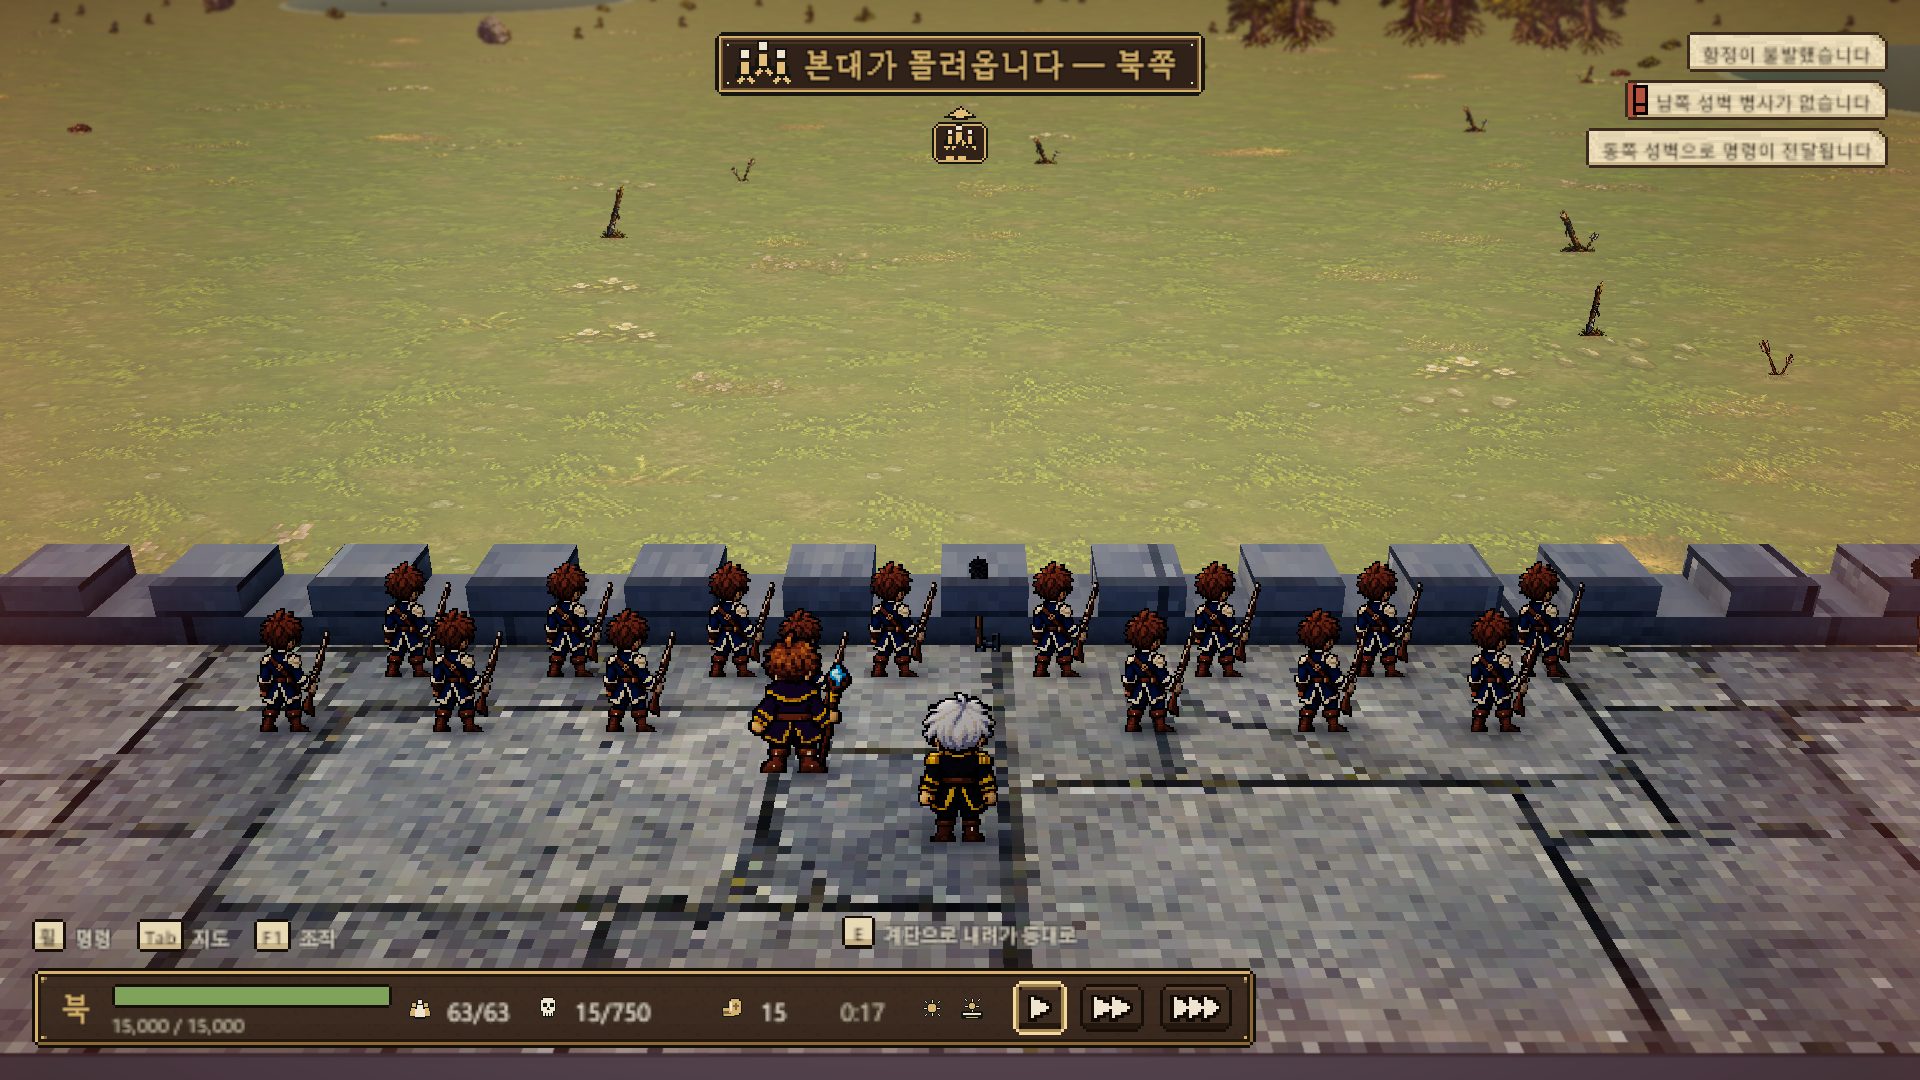 본대가 몰려옵니다 — 북쪽
함정이 불발했습니다
남쪽 성벽 병사가 없습니다
동쪽 성벽으로 명령이 전달됩니다
휠 명령 Tab 지도 F1 조작
E 계단으로 내려가 등대로
북 15,000 / 15,000 63/63 15/750 15 0:17